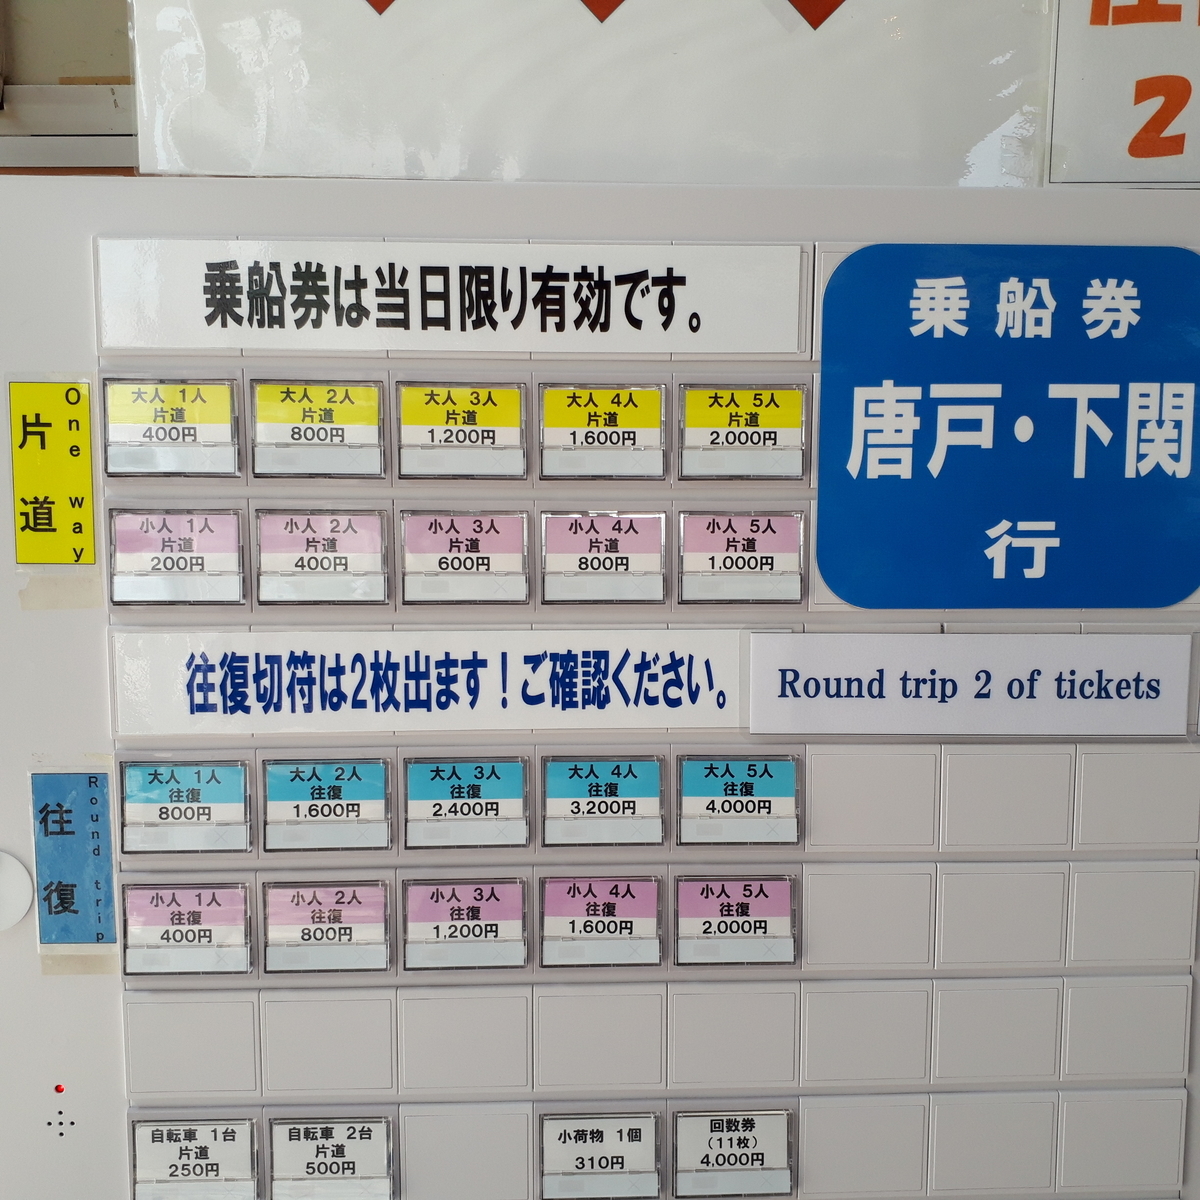 2
乗船券は当日限り有効です。
乗船券
唐戸・下関
行
片道
One way
大人 1人
片道
400円
大人 2人
片道
800円
大人 3人
片道
1,200円
大人 4人
片道
1,600円
大人 5人
片道
2,000円
小人 1人
片道
200円
小人 2人
片道
400円
小人 3人
片道
600円
小人 4人
片道
800円
小人 5人
片道
1,000円
往復切符は2枚出ます！ご確認ください。
Round trip 2 of tickets
往復
Round trip
大人 1人
往復
800円
大人 2人
往復
1,600円
大人 3人
往復
2,400円
大人 4人
往復
3,200円
大人 5人
往復
4,000円
小人 1人
往復
400円
小人 2人
往復
800円
小人 3人
往復
1,200円
小人 4人
往復
1,600円
小人 5人
往復
2,000円
自転車 1台
片道
250円
自転車 2台
片道
500円
小荷物 1個
310円
回数券
（11枚）
4,000円